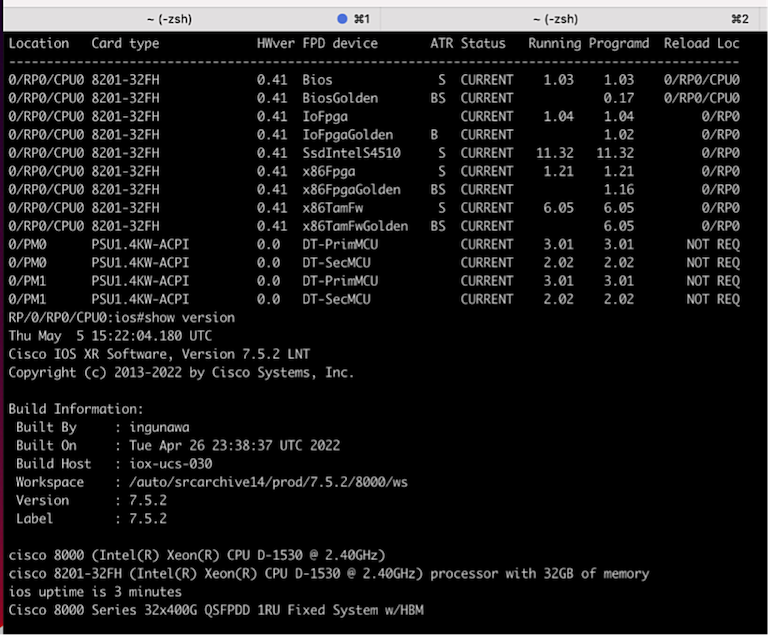 ~ (-zsh) ⌘1 ~ (-zsh) ⌘2
Location Card type HWver FPD device ATR Status Running Programd Reload Loc
-------------------------------------------------------------------------------------------------
0/RP0/CPU0 8201-32FH 0.41 Bios S CURRENT 1.03 1.03 0/RP0/CPU0
0/RP0/CPU0 8201-32FH 0.41 BiosGolden BS CURRENT 0.17 0/RP0/CPU0
0/RP0/CPU0 8201-32FH 0.41 IoFpga S CURRENT 1.04 1.04 0/RP0
0/RP0/CPU0 8201-32FH 0.41 IoFpgaGolden B CURRENT 1.02 0/RP0
0/RP0/CPU0 8201-32FH 0.41 SsdIntelS4510 S CURRENT 11.32 11.32 0/RP0
0/RP0/CPU0 8201-32FH 0.41 x86Fpga S CURRENT 1.21 1.21 0/RP0
0/RP0/CPU0 8201-32FH 0.41 x86FpgaGolden BS CURRENT 1.16 0/RP0
0/RP0/CPU0 8201-32FH 0.41 x86TamFw S CURRENT 6.05 6.05 0/RP0
0/RP0/CPU0 8201-32FH 0.41 x86TamFwGolden BS CURRENT 6.05 0/RP0
0/PM0 PSU1.4KW-ACPI 0.0 DT-PrimMCU CURRENT 3.01 3.01 NOT REQ
0/PM0 PSU1.4KW-ACPI 0.0 DT-SecMCU CURRENT 2.02 2.02 NOT REQ
0/PM1 PSU1.4KW-ACPI 0.0 DT-PrimMCU CURRENT 3.01 3.01 NOT REQ
0/PM1 PSU1.4KW-ACPI 0.0 DT-SecMCU CURRENT 2.02 2.02 NOT REQ
RP/0/RP0/CPU0:ios#show version
Thu May 5 15:22:04.180 UTC
Cisco IOS XR Software, Version 7.5.2 LNT
Copyright (c) 2013-2022 by Cisco Systems, Inc.
Build Information:
Built By : ingunawa
Built On : Tue Apr 26 23:38:37 UTC 2022
Build Host : iox-ucs-030
Workspace : /auto/srcarchive14/prod/7.5.2/8000/ws
Version : 7.5.2
Label : 7.5.2
cisco 8000 (Intel(R) Xeon(R) CPU D-1530 @ 2.40GHz)
cisco 8201-32FH (Intel(R) Xeon(R) CPU D-1530 @ 2.40GHz) processor with 32GB of memory
ios uptime is 3 minutes
Cisco 8000 Series 32x400G QSFPDD 1RU Fixed System w/HBM